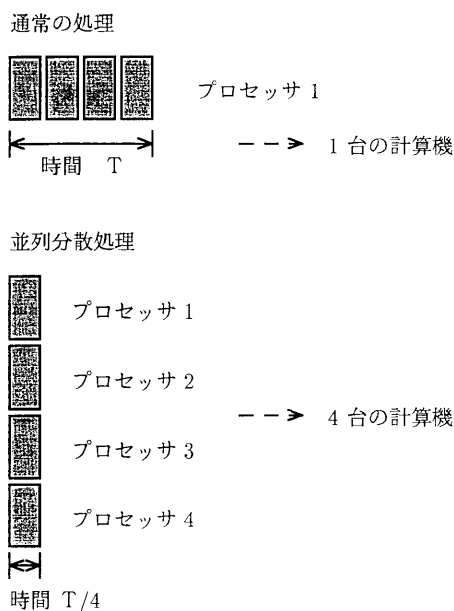 通常の処理
プロセッサ 1
時間 T
1 台の計算機
並列分散処理
プロセッサ 1
プロセッサ 2
4 台の計算機
プロセッサ 3
プロセッサ 4
時間 T/4